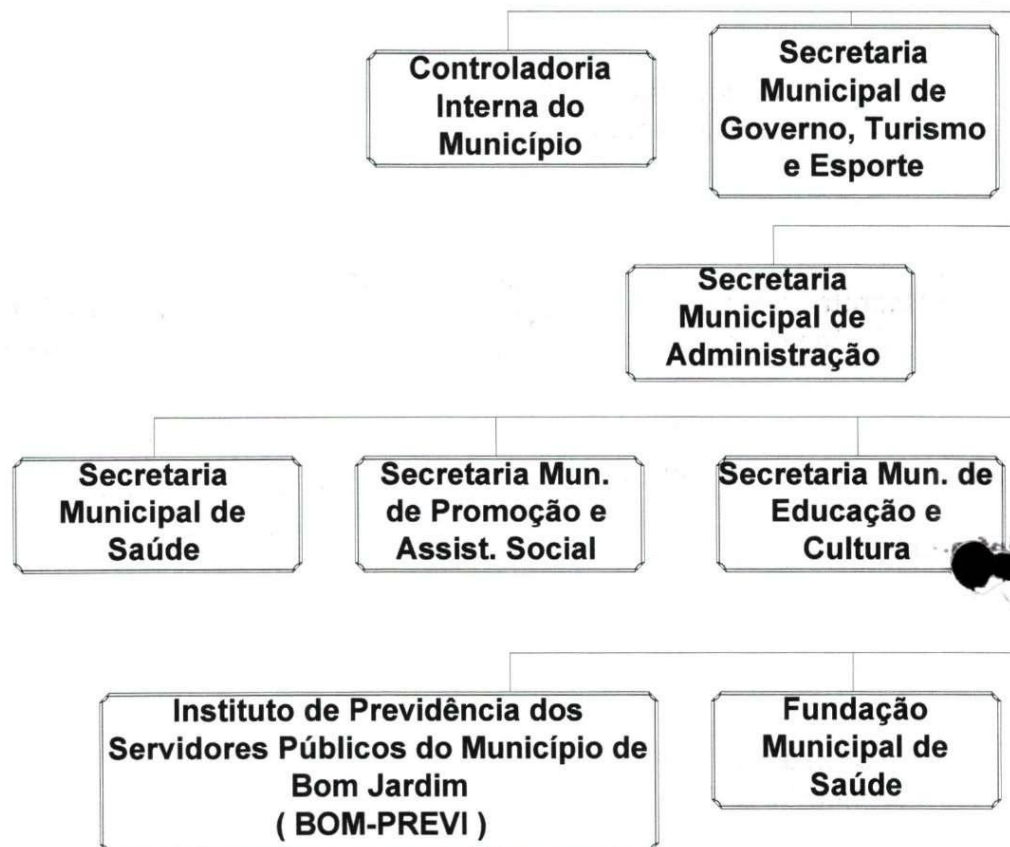 Controladoria
Interna do
Município
Secretaria
Municipal de
Governo, Turismo
e Esporte
Secretaria
Municipal de
Administração
Secretaria
Municipal de
Saúde
Secretaria Mun.
de Promoção e
Assist. Social
Secretaria Mun. de
Educação e
Cultura
Instituto de Previdência dos
Servidores Públicos do Município de
Bom Jardim
( BOM-PREVI )
Fundação
Municipal de
Saúde